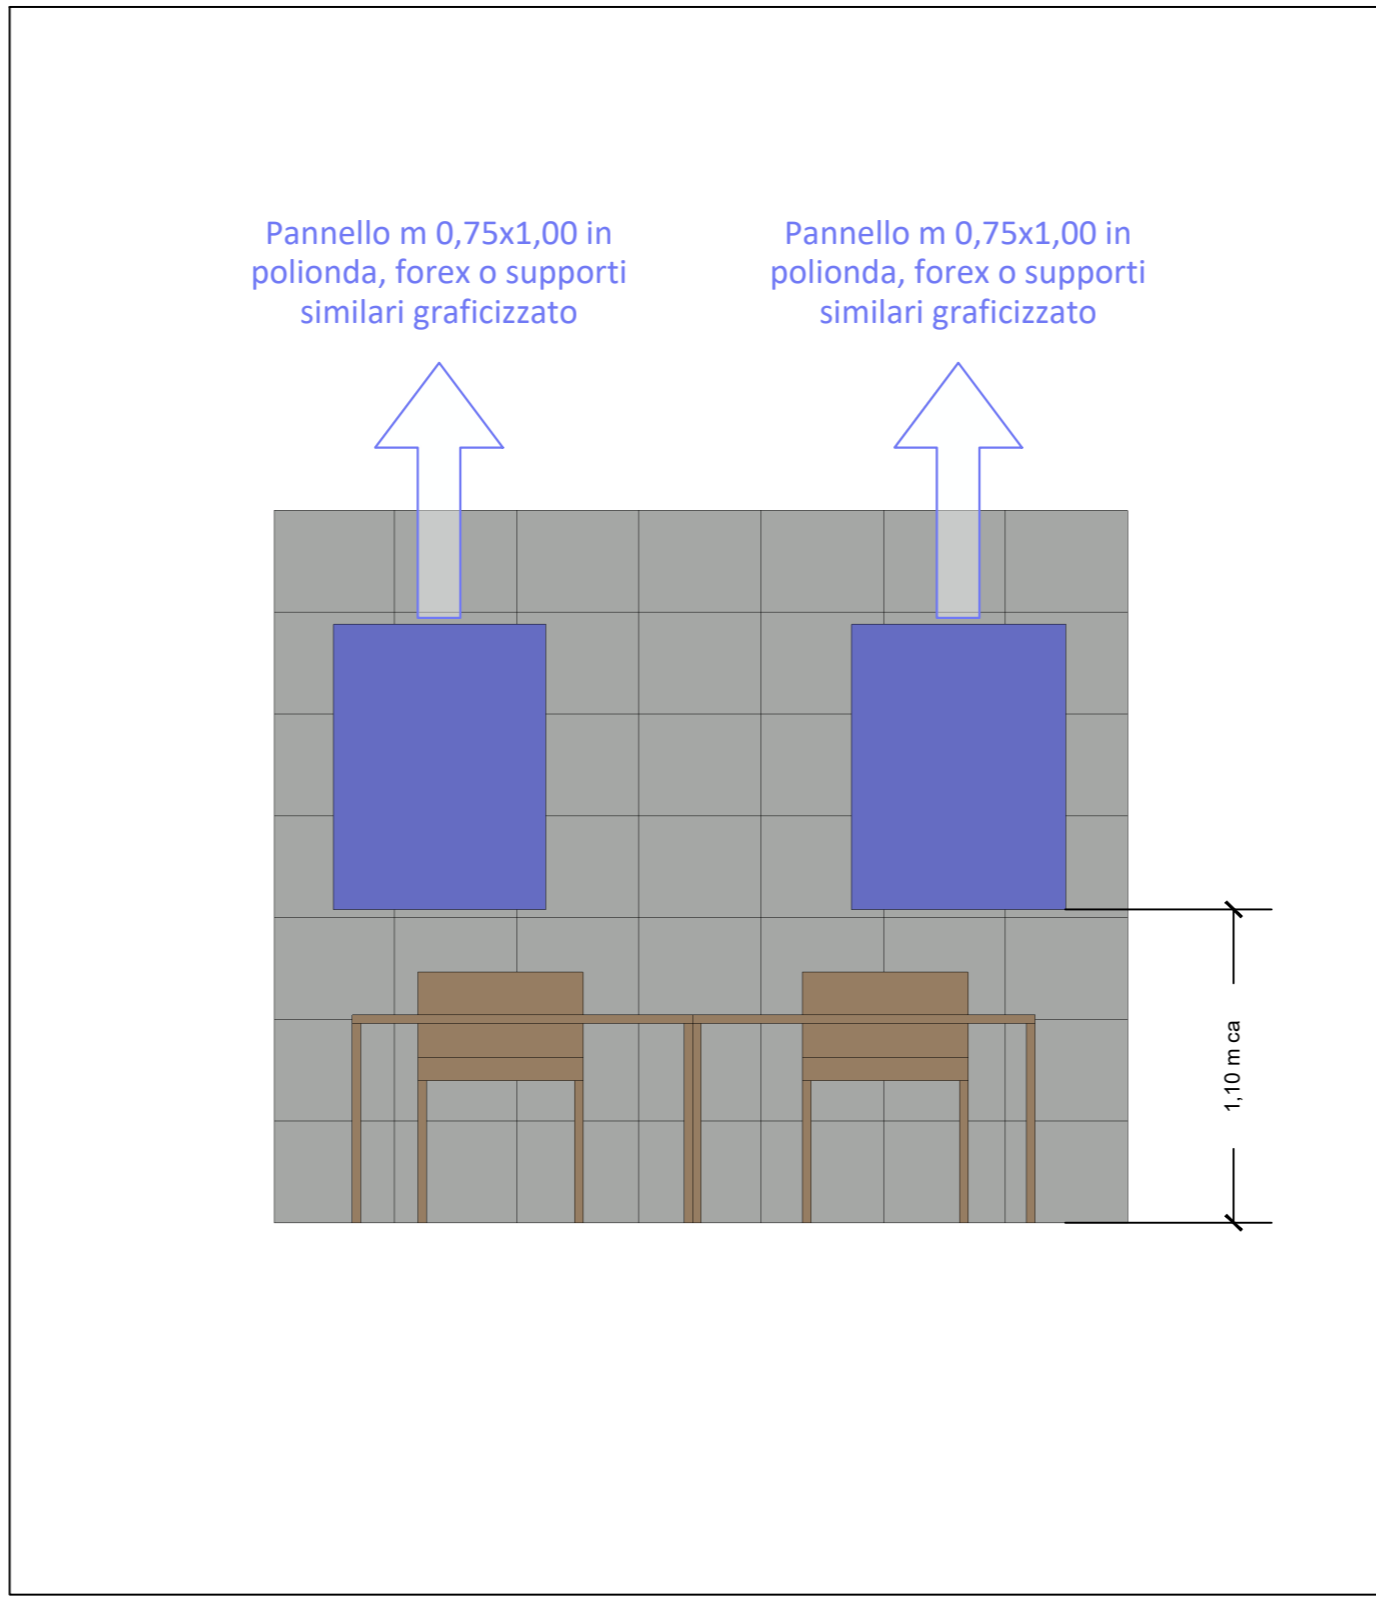 Pannello m 0,75x1,00 in
polionda, forex o supporti
similari graficizzato
Pannello m 0,75x1,00 in
polionda, forex o supporti
similari graficizzato
1,10 m ca